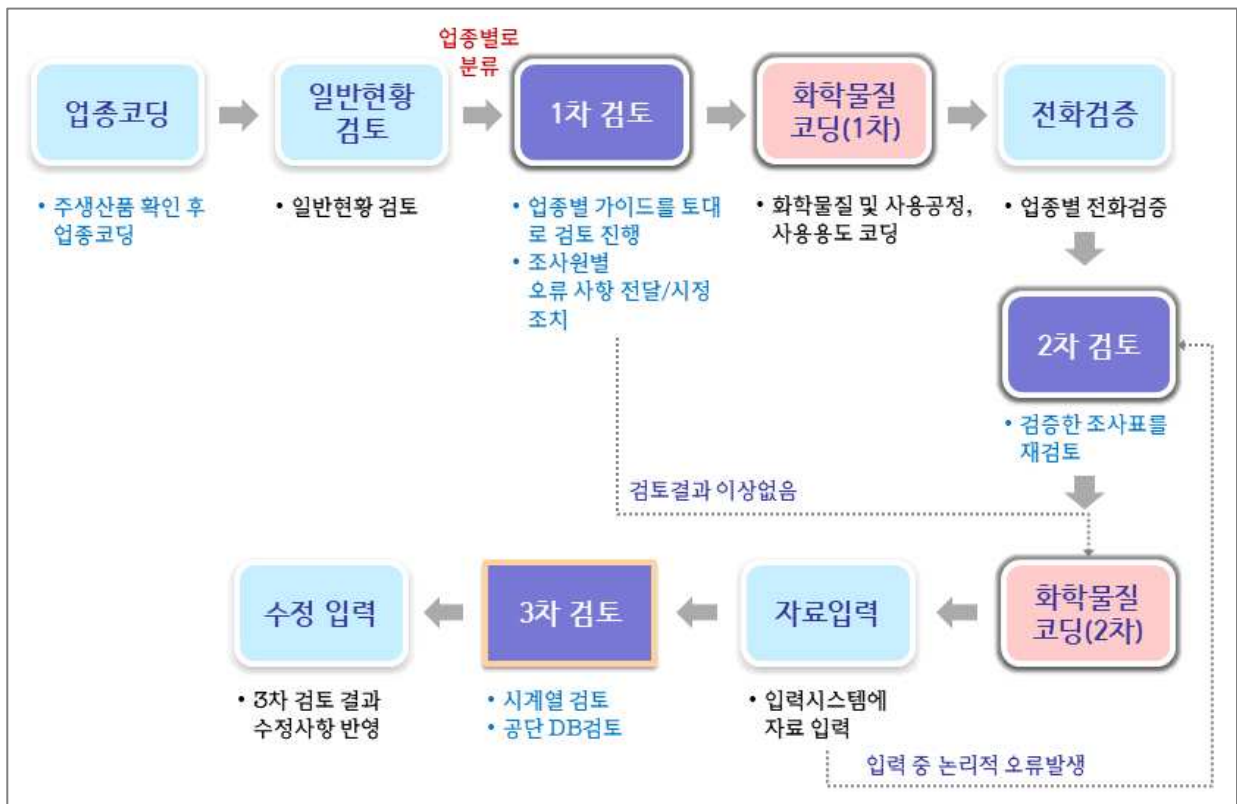 업종별로
분류
업종코딩
일반현황
검토
1차 검토
화학물질
코딩(1차)
전화검증
• 주생산품 확인 후
업종코딩
• 일반현황 검토
• 업종별 가이드를 토대
로 검토 진행
• 조사원별
오류 사항 전달/시정
조치
• 화학물질 및 사용공정,
사용용도 코딩
• 업종별 전화검증
2차 검토
• 검증한 조사표를
재검토
검토결과 이상없음
화학물질
코딩(2차)
자료입력
3차 검토
수정 입력
• 입력시스템에
자료 입력
• 시계열 검토
• 공단 DB검토
• 3차 검토 결과
수정사항 반영
입력 중 논리적 오류발생